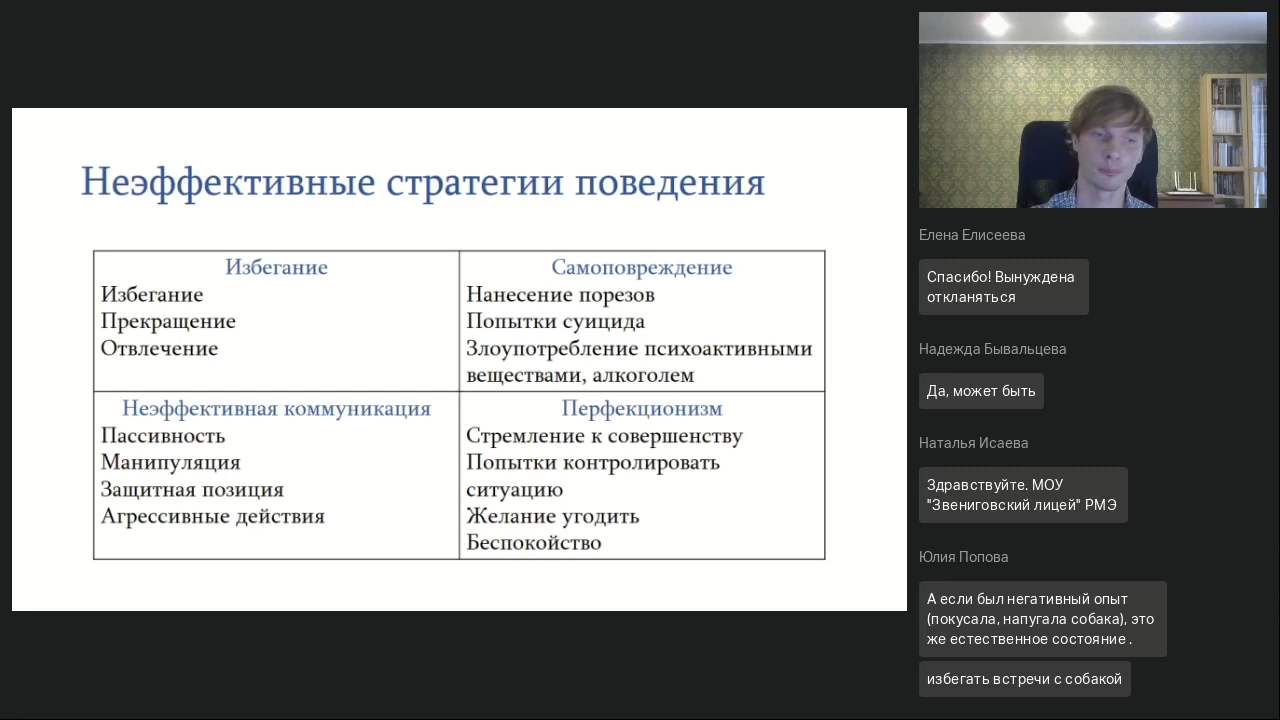 Неэффективные стратегии поведения
Избегание
Избегание
Прекращение
Отвлечение
Самоповреждение
Нанесение порезов
Попытки суицида
Злоупотребление психоактивными
веществами, алкоголем
Неэффективная коммуникация
Пассивность
Манипуляция
Защитная позиция
Агрессивные действия
Перфекционизм
Стремление к совершенству
Попытки контролировать
ситуацию
Желание угодить
Беспокойство
Елена Елисеева
Спасибо! Вынуждена
откланяться
Надежда Бывальцева
Да, может быть
Наталья Исаева
Здравствуйте. МОУ
"Звениговский лицей" РМЭ
Юлия Попова
А если был негативный опыт
(покусала, напугала собака), это
же естественное состояние .
избегать встречи с собакой